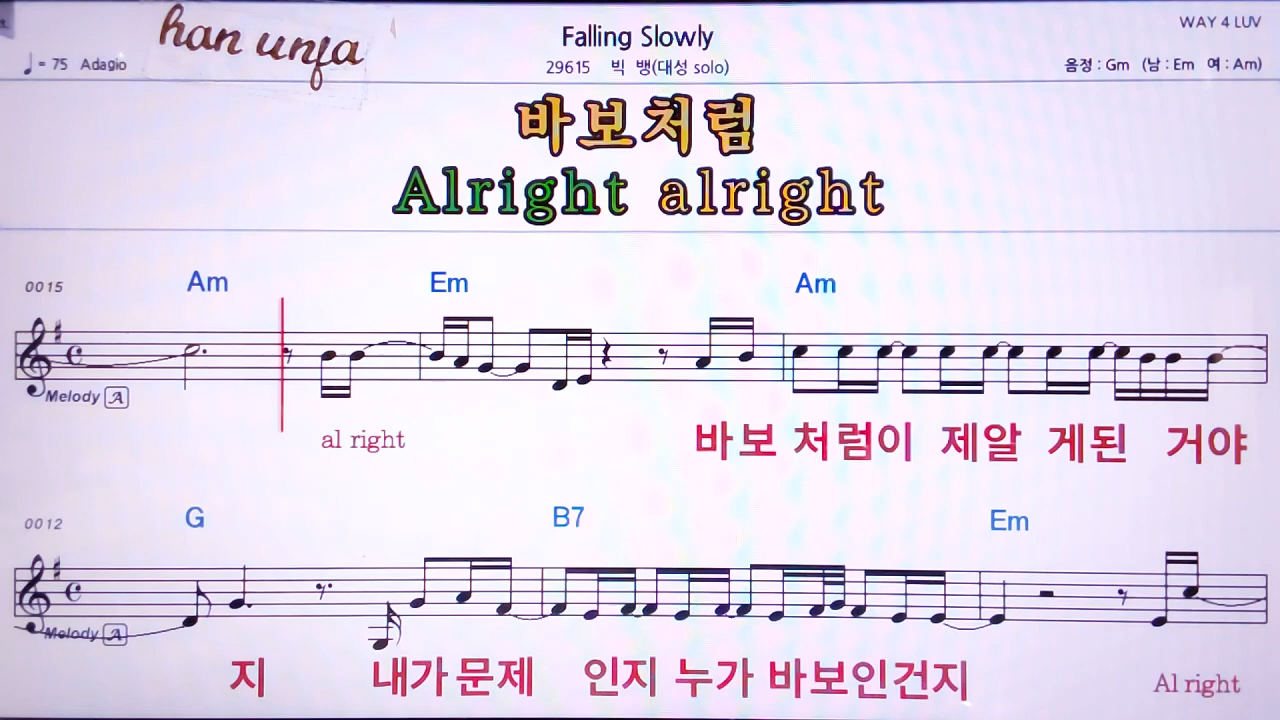 han unfa
Falling Slowly
WAY 4 LUV
= 75 Adagio
29615 빅 뱅(대성 solo)
음정 : Gm (남 : Em 여 : Am)
바보처럼
Alright alright
0015 Am Em Am
Melody A
al right 바보 처럼이 제알 게된 거야
0012 G B7 Em
Melody A
지 내가 문제 인지 누가 바보인건지 Al right